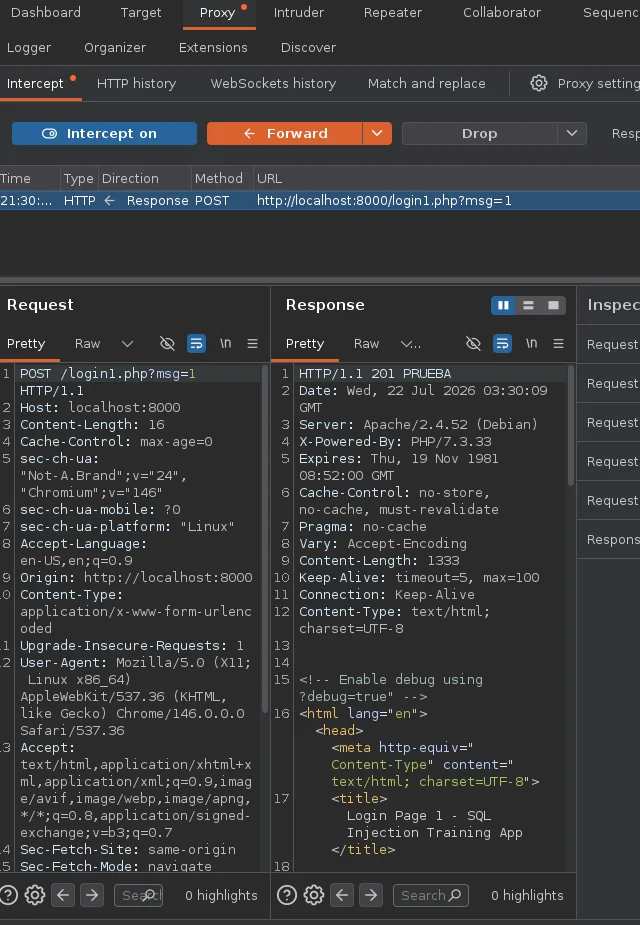 Dashboard Target Proxy Intruder Repeater Collaborator Sequenc
Logger Organizer Extensions Discover
Intercept HTTP history WebSockets history Match and replace Proxy setting
Intercept on Forward Drop Resp
Time Type Direction Method URL
21:30:... HTTP ← Response POST http://localhost:8000/login1.php?msg=1
Request
Pretty Raw \n
1 POST /login1.php?msg=1
HTTP/1.1
2 Host: localhost:8000
3 Content-Length: 16
4 Cache-Control: max-age=0
5 sec-ch-ua:
"Not-A.Brand";v="24",
"Chromium";v="146"
6 sec-ch-ua-mobile: ?0
7 sec-ch-ua-platform: "Linux"
8 Accept-Language:
en-US,en;q=0.9
9 Origin: http://localhost:8000
10 Content-Type:
application/x-www-form-urlenc
oded
11 Upgrade-Insecure-Requests: 1
12 User-Agent: Mozilla/5.0 (X11;
Linux x86_64)
AppleWebKit/537.36 (KHTML,
like Gecko) Chrome/146.0.0.0
Safari/537.36
13 Accept:
text/html,application/xhtml+x
ml,application/xml;q=0.9,imag
e/avif,image/webp,image/apng,
*/*;q=0.8,application/signed-
exchange;v=b3;q=0.7
14 Sec-Fetch-Site: same-origin
15 Sec-Fetch-Mode: navigate
Search 0 highlights
Response
Pretty Raw ... \n
1 HTTP/1.1 201 PRUEBA
2 Date: Wed, 22 Jul 2026 03:30:09
GMT
3 Server: Apache/2.4.52 (Debian)
4 X-Powered-By: PHP/7.3.33
5 Expires: Thu, 19 Nov 1981
08:52:00 GMT
6 Cache-Control: no-store,
no-cache, must-revalidate
7 Pragma: no-cache
8 Vary: Accept-Encoding
9 Content-Length: 1333
10 Keep-Alive: timeout=5, max=100
11 Connection: Keep-Alive
12 Content-Type: text/html;
charset=UTF-8
13
14
15 <!-- Enable debug using
?debug=true" -->
16 <html lang="en">
<head>
<meta http-equiv="
Content-Type" content="
text/html; charset=UTF-8">
17 <title>
Login Page 1 - SQL
Injection Training App
</title>
18
Search 0 highlights
Inspec
Request
Request
Request
Request
Request
Respons